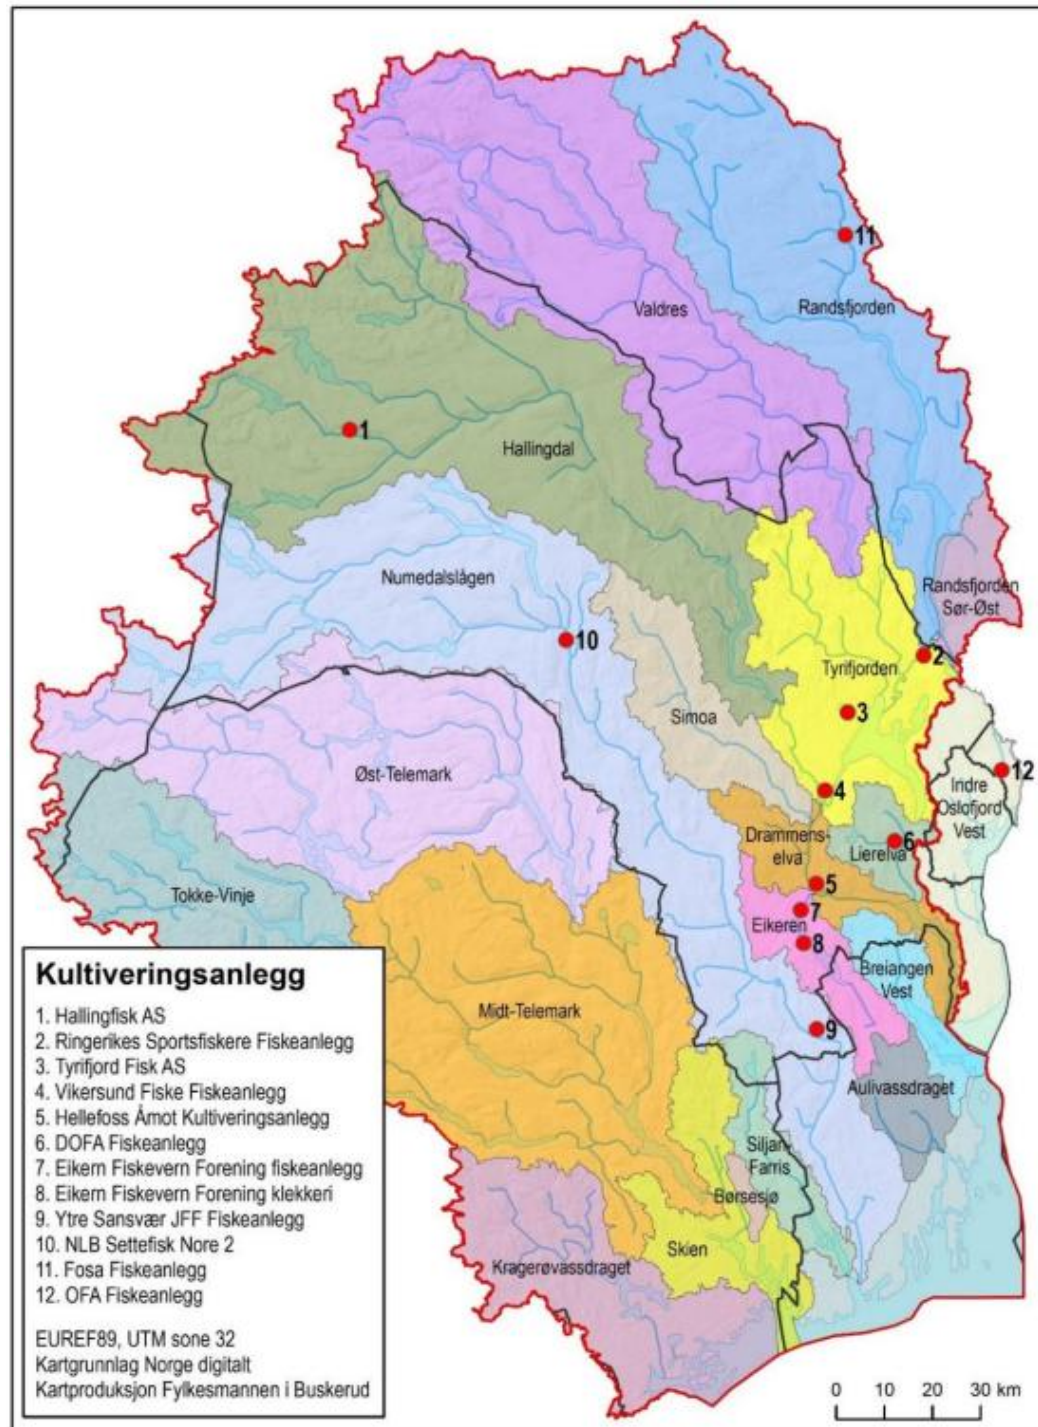 11
Valdres
Randsfjorden
1
Hallingdal
Numedalslågen
Randsfjorden
Sør-Øst
10
2
Tyrifjorden
Simoa
3
Øst-Telemark
12
4
Indre
Oslofjord
Vest
Drammens-
elva
6
Lierelva
Tokke-Vinje
5
7
Eikeren
8
Breiangen
Vest
Midt-Telemark
9
Aulivassdraget
Siljan-
Farris
Børsesjø
Skien
Kragerøvassdraget
Kultiveringsanlegg
1. Hallingfisk AS
2. Ringerikes Sportsfiskere Fiskeanlegg
3. Tyrifjord Fisk AS
4. Vikersund Fiske Fiskeanlegg
5. Hellefoss Åmot Kultiveringsanlegg
6. DOFA Fiskeanlegg
7. Eikern Fiskevern Forening fiskeanlegg
8. Eikern Fiskevern Forening klekkeri
9. Ytre Sansvær JFF Fiskeanlegg
10. NLB Settefisk Nore 2
11. Fosa Fiskeanlegg
12. OFA Fiskeanlegg
EUREF89, UTM sone 32
Kartgrunnlag Norge digitalt
Kartproduksjon Fylkesmannen i Buskerud
0 10 20 30 km